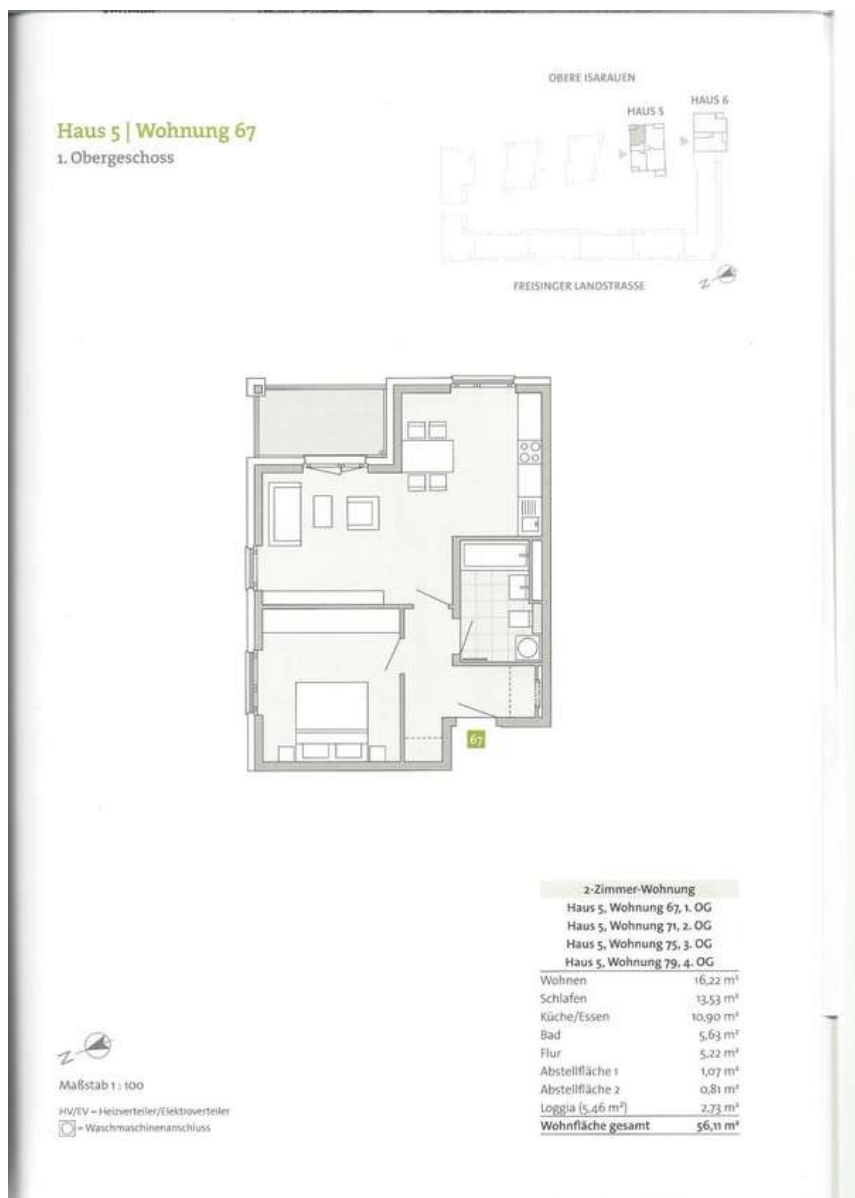 OBERE ISARAUEN
HAUS 5
HAUS 6
Haus 5 | Wohnung 67
1. Obergeschoss
FREISINGER LANDSTRASSE
N
67
2-Zimmer-Wohnung
Haus 5, Wohnung 67, 1. OG
Haus 5, Wohnung 71, 2. OG
Haus 5, Wohnung 75, 3. OG
Haus 5, Wohnung 79, 4. OG
Wohnen 16,22 m²
Schlafen 13,53 m²
Küche/Essen 10,90 m²
Bad 5,63 m²
Flur 5,22 m²
Abstellfläche 1 1,07 m²
Abstellfläche 2 0,81 m²
Loggia (5,46 m²) 2,73 m²
Wohnfläche gesamt 56,11 m²
N
Maßstab 1 : 100
HV/EV = Heizverteiler/Elektroverteiler
= Waschmaschinenanschluss